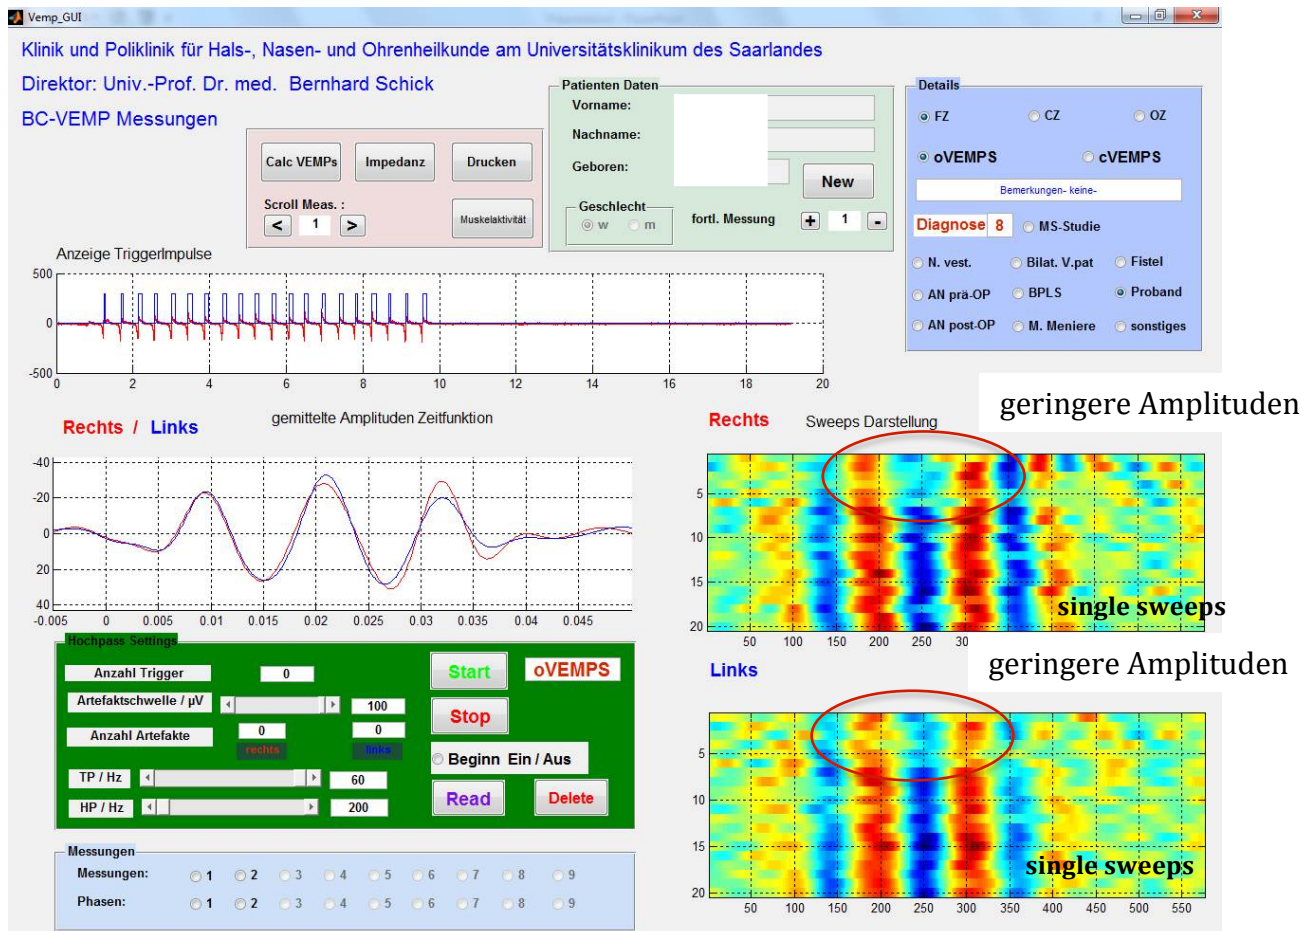 Vemp_GUI
Klinik und Poliklinik für Hals-, Nasen- und Ohrenheilkunde am Universitätsklinikum des Saarlandes
Direktor: Univ.-Prof. Dr. med. Bernhard Schick
BC-VEMP Messungen
Calc VEMPs
Impedanz
Drucken
Scroll Meas. :
<
1
>
Muskelaktivität
Patienten Daten
Vorname:
Nachname:
Geboren:
New
Geschlecht
w
m
fortl. Messung
+
1
-
Details
FZ
CZ
OZ
oVEMPS
cVEMPS
Bemerkungen- keine-
Diagnose
8
MS-Studie
N. vest.
Bilat. V.pat
Fistel
AN prä-OP
BPLS
Proband
AN post-OP
M. Meniere
sonstiges
Anzeige TriggerImpulse
500
0
-500
0 2 4 6 8 10 12 14 16 18 20
Rechts / Links
gemittelte Amplituden Zeitfunktion
-40
-20
0
20
40
-0.005 0 0.005 0.01 0.015 0.02 0.025 0.03 0.035 0.04 0.045
Rechts
Sweeps Darstellung
geringere Amplituden
5
10
15
20
single sweeps
50 100 150 200 250 30
Links
geringere Amplituden
5
10
15
20
single sweeps
50 100 150 200 250 300 350 400 450 500 550
Hochpass Settings
Anzahl Trigger
0
Artefaktschwelle / µV
100
Anzahl Artefakte
0
0
rechts
links
TP / Hz
60
HP / Hz
200
Start
oVEMPS
Stop
Beginn Ein / Aus
Read
Delete
Messungen
Messungen: 1 2 3 4 5 6 7 8 9
Phasen: 1 2 3 4 5 6 7 8 9